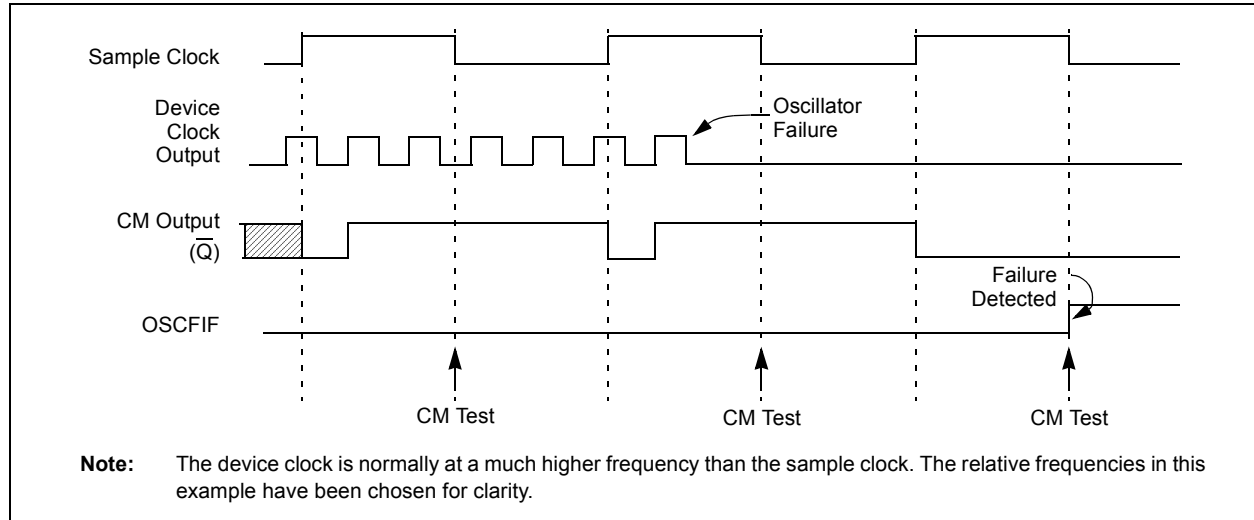 Sample Clock
Device
Clock
Output
Oscillator
Failure
CM Output
(Q̅)
Failure
Detected
OSCFIF
CM Test
CM Test
CM Test
Note: The device clock is normally at a much higher frequency than the sample clock. The relative frequencies in this
example have been chosen for clarity.